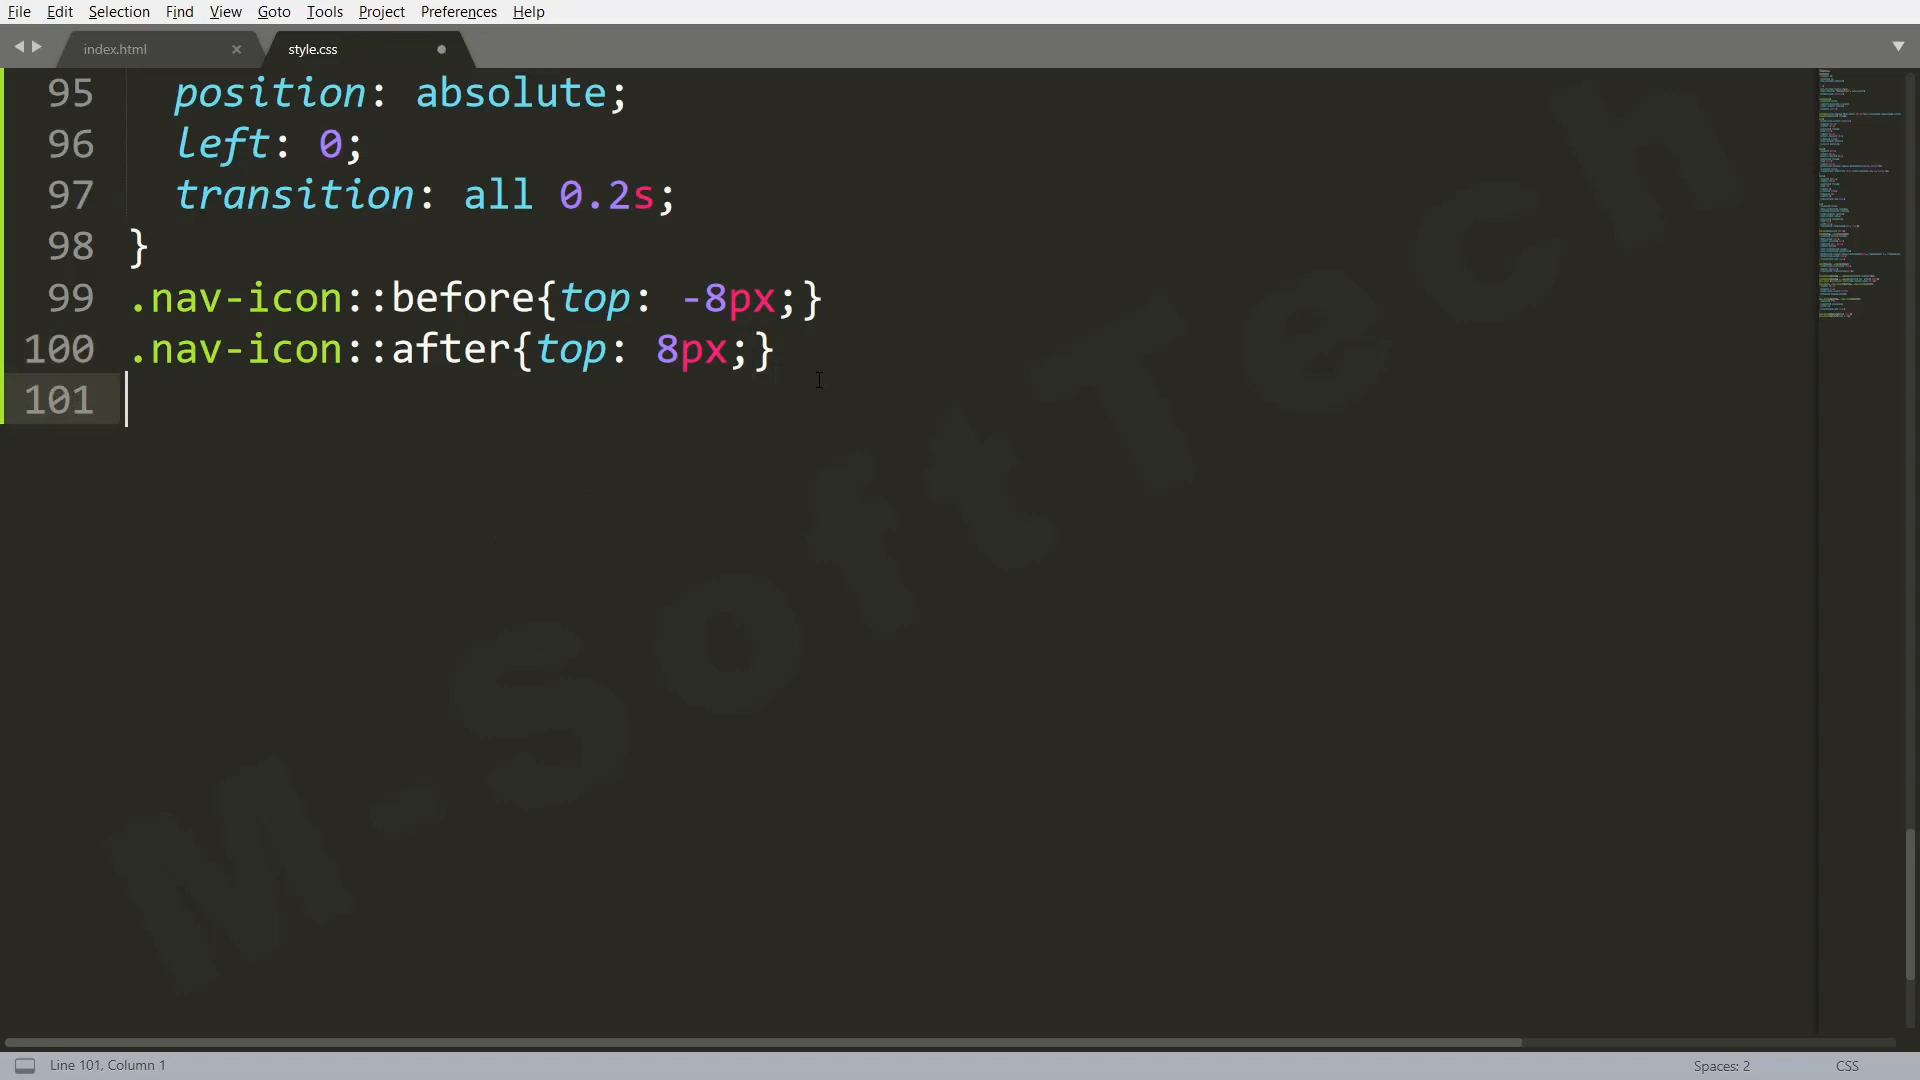 File Edit Selection Find View Goto Tools Project Preferences Help
index.html style.css
95 position: absolute;
96 left: 0;
97 transition: all 0.2s;
98 }
99 .nav-icon::before{top: -8px;}
100 .nav-icon::after{top: 8px;}
101
M-SoftTech
Line 101, Column 1 Spaces: 2 CSS